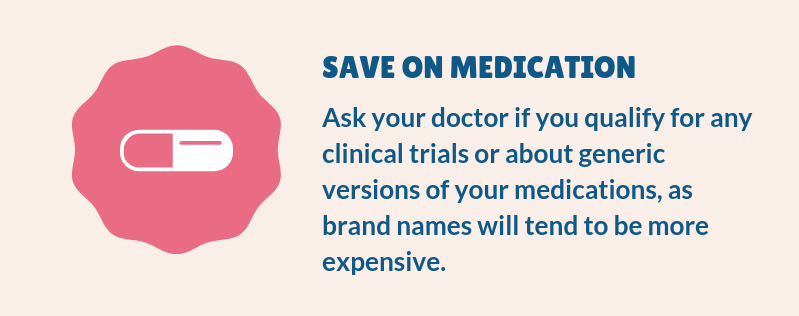 SAVE ON MEDICATION
Ask your doctor if you qualify for any
clinical trials or about generic
versions of your medications, as
brand names will tend to be more
expensive.